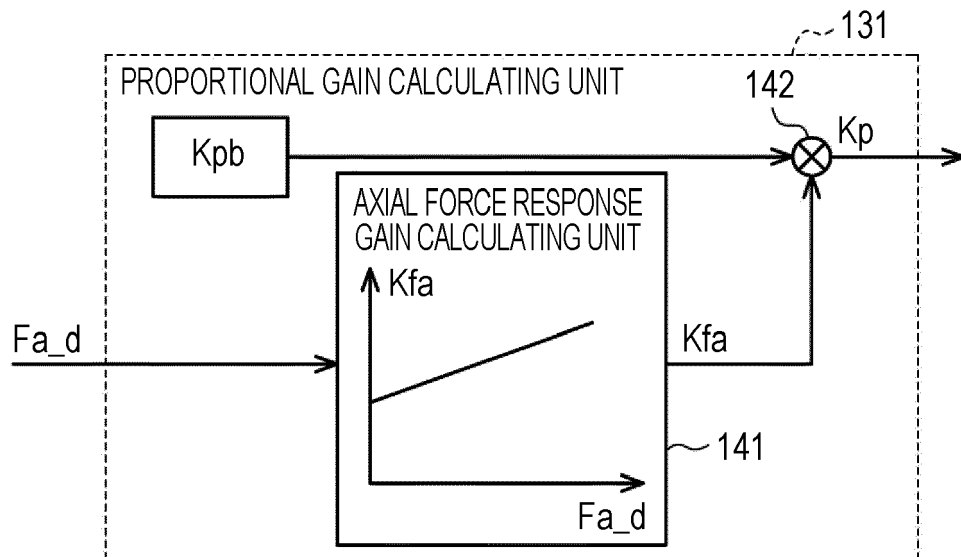 131
PROPORTIONAL GAIN CALCULATING UNIT
142
Kpb
Kp
AXIAL FORCE RESPONSE
GAIN CALCULATING UNIT
Kfa
Fa_d
Kfa
141
Fa_d